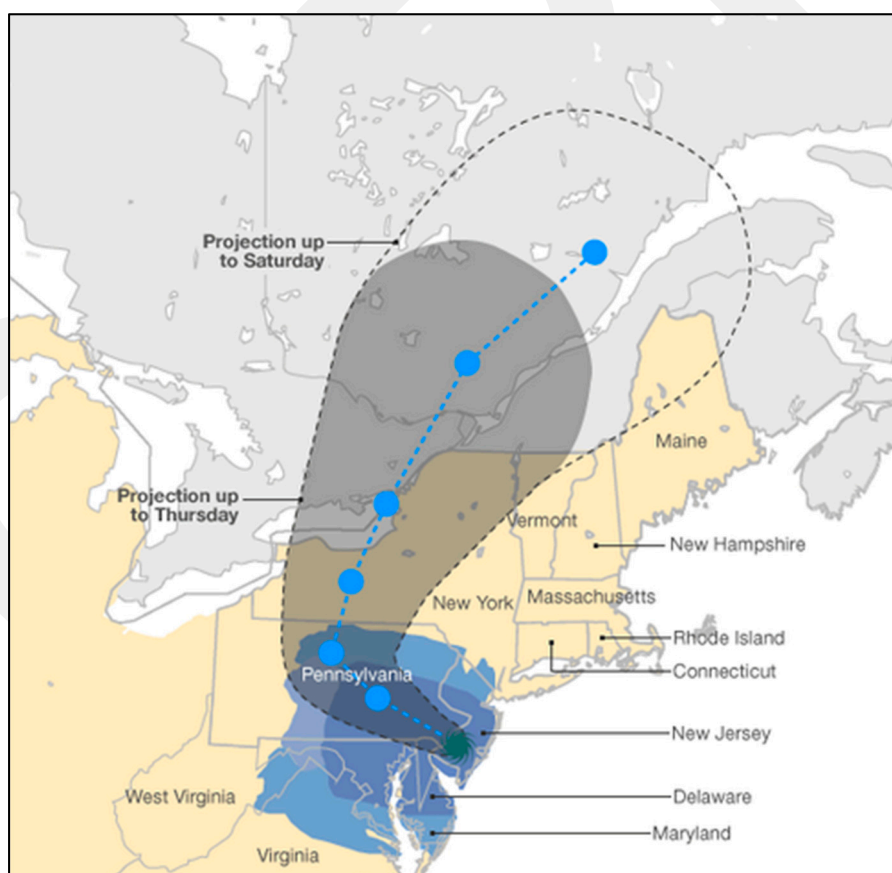 Projection up
to Saturday
Maine
Projection up
to Thursday
Vermont
New Hampshire
New York
Massachusetts
Rhode Island
Pennsylvania
Connecticut
New Jersey
West Virginia
Delaware
Maryland
Virginia